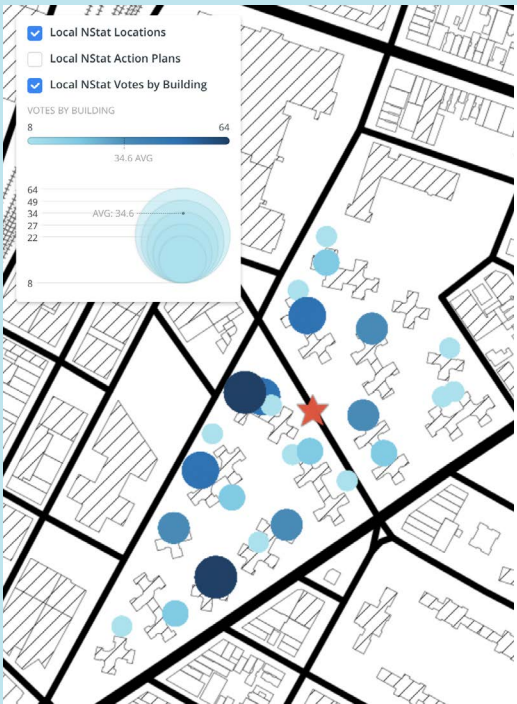 Local NStat Locations
Local NStat Action Plans
Local NStat Votes by Building
VOTES BY BUILDING
8 64
34.6 AVG
64
49
34 AVG: 34.6
27
22
8